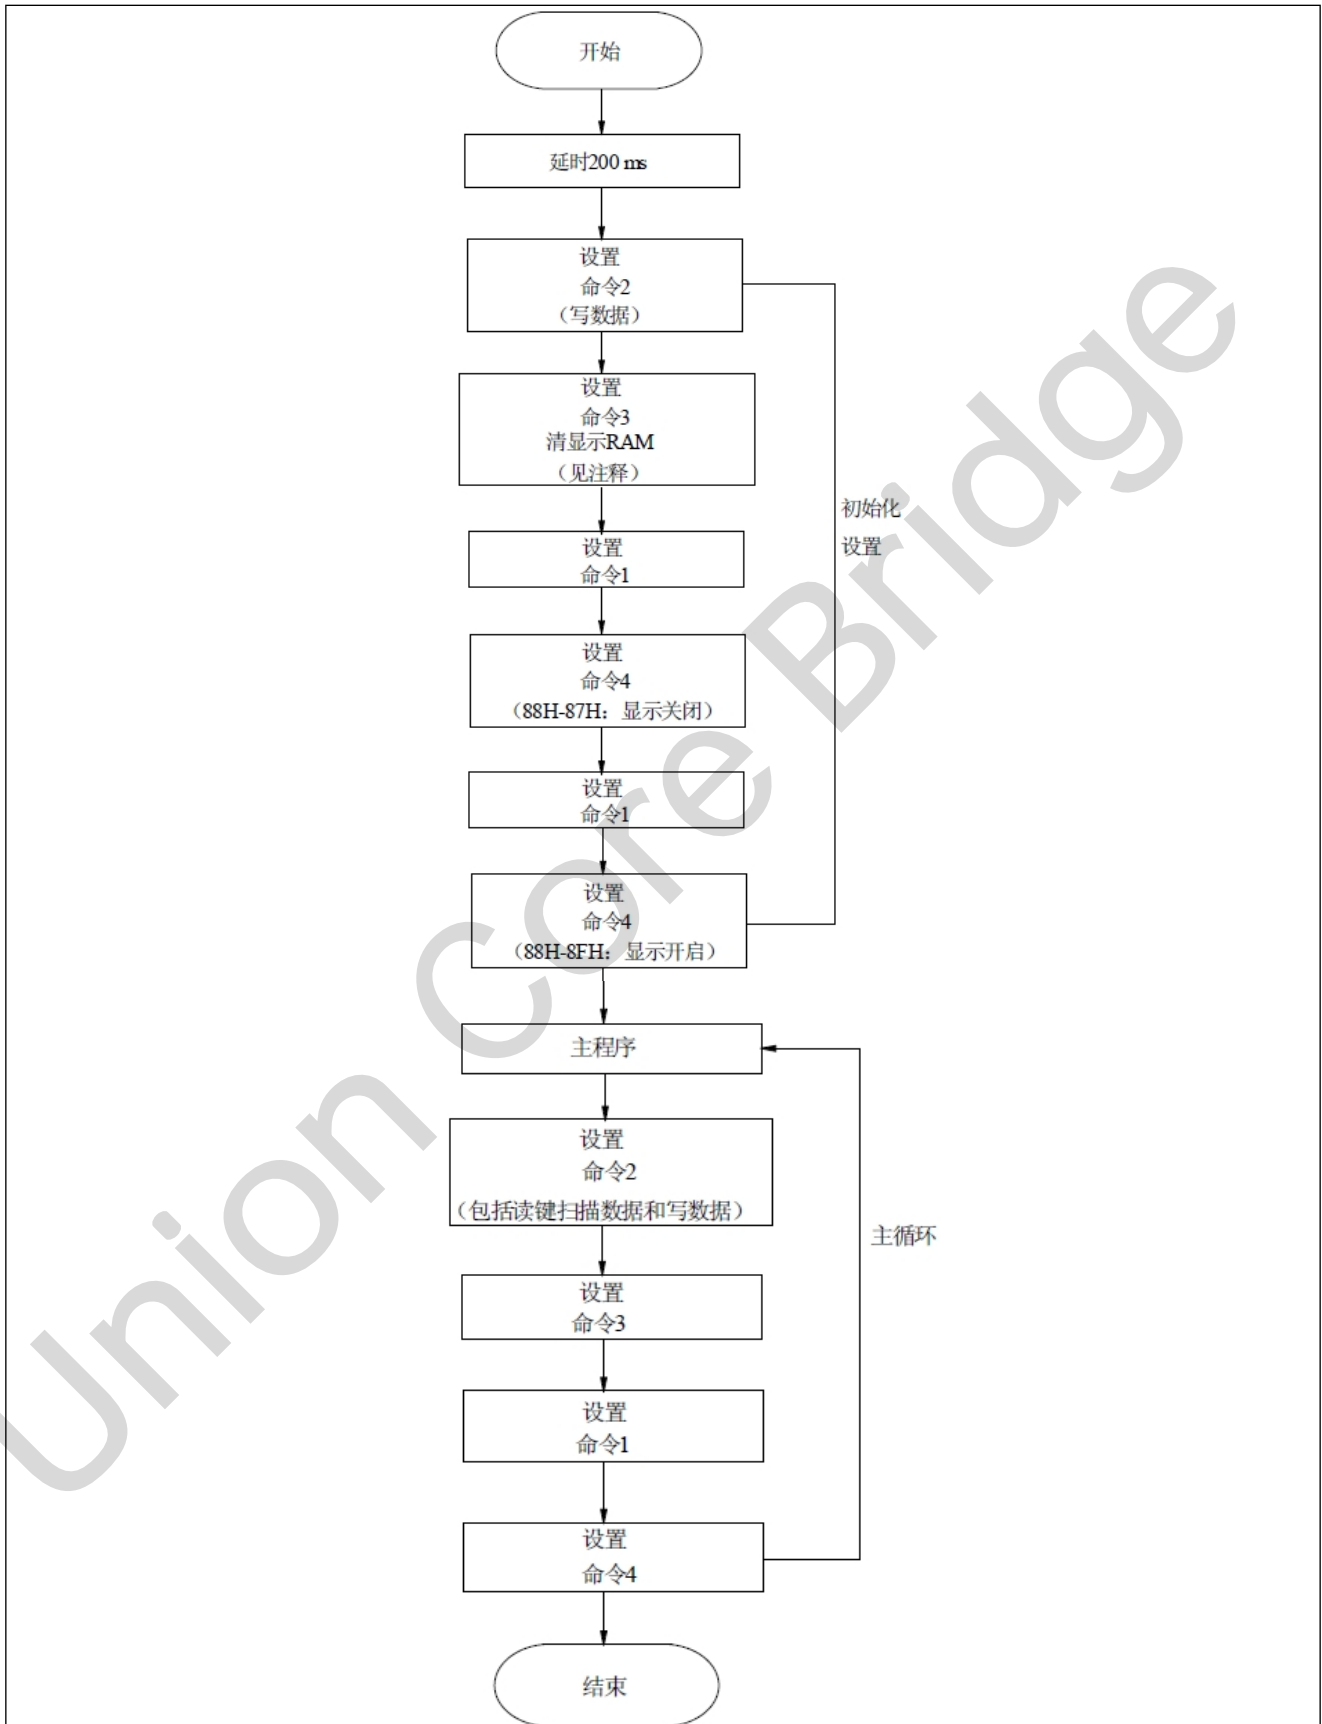 开始
延时200 ms
设置
命令2
（写数据）
设置
命令3
清显示RAM
（见注释）
初始化
设置
设置
命令1
设置
命令4
（88H-87H：显示关闭）
设置
命令1
设置
命令4
（88H-8FH：显示开启）
主程序
设置
命令2
（包括读键扫描数据和写数据）
主循环
设置
命令3
设置
命令1
设置
命令4
结束
Union Core Bridge